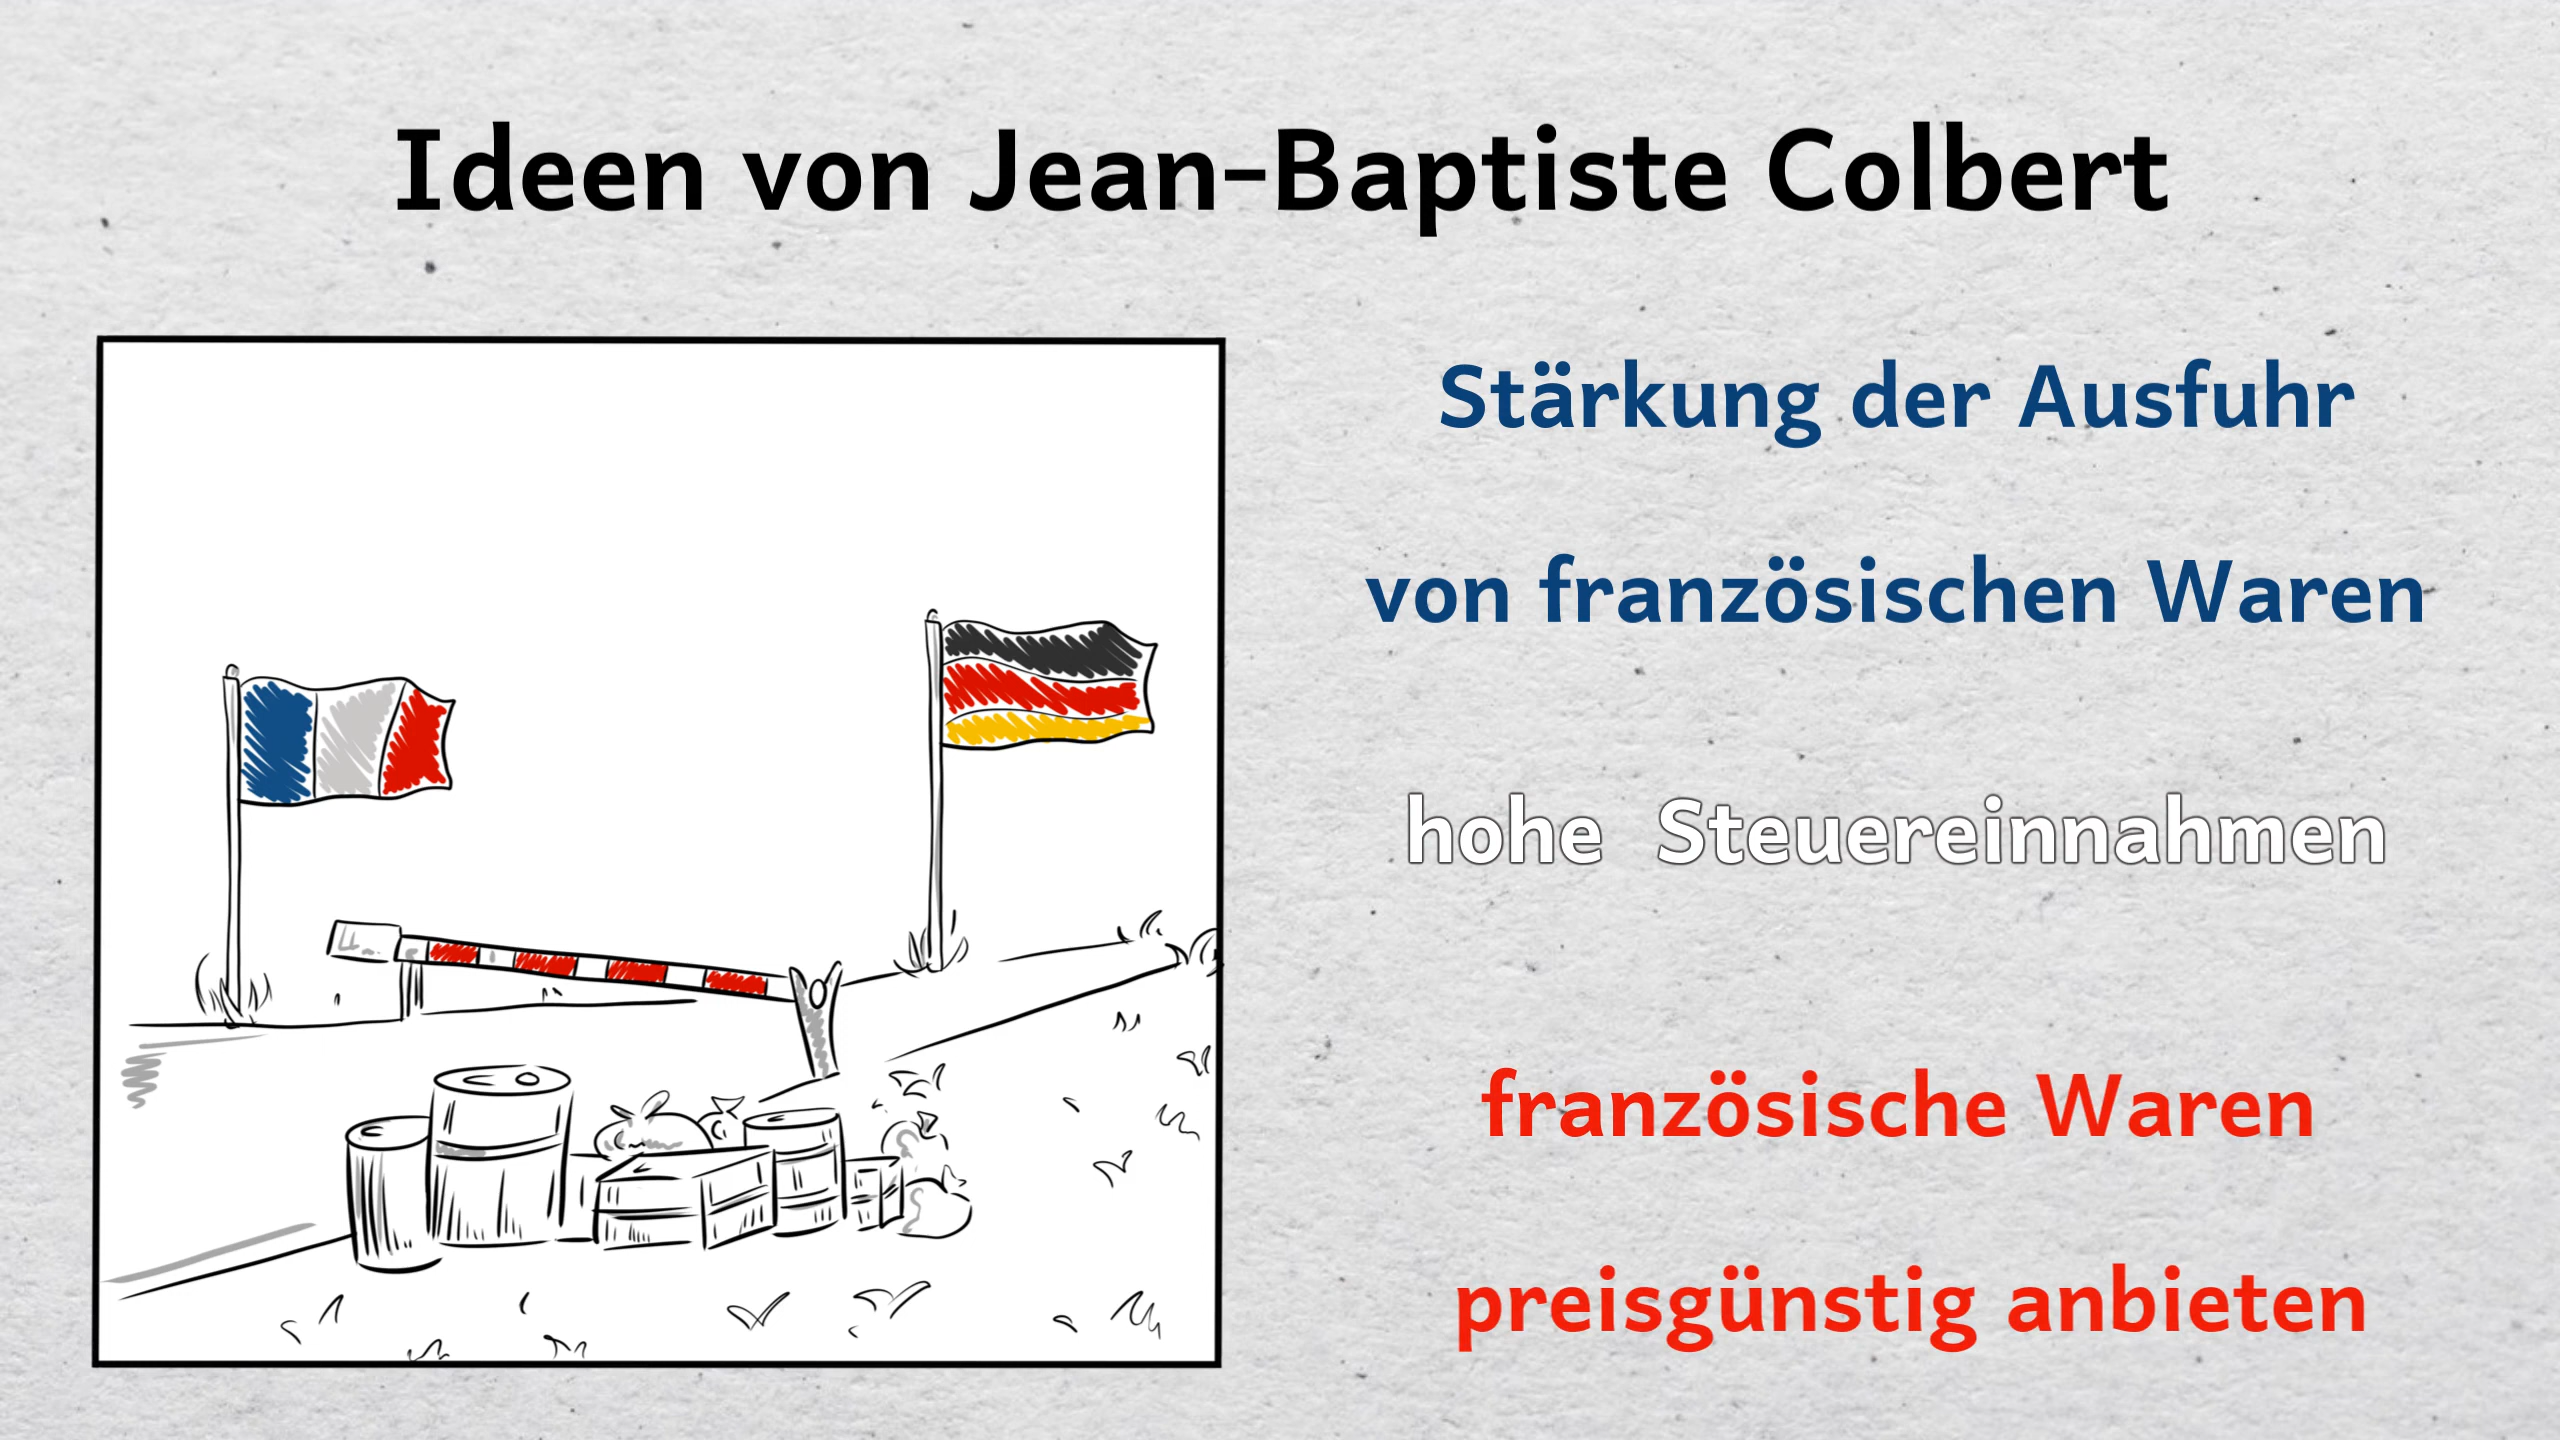 Ideen von Jean-Baptiste Colbert
Stärkung der Ausfuhr
von französischen Waren
hohe Steuereinnahmen
französische Waren
preisgünstig anbieten